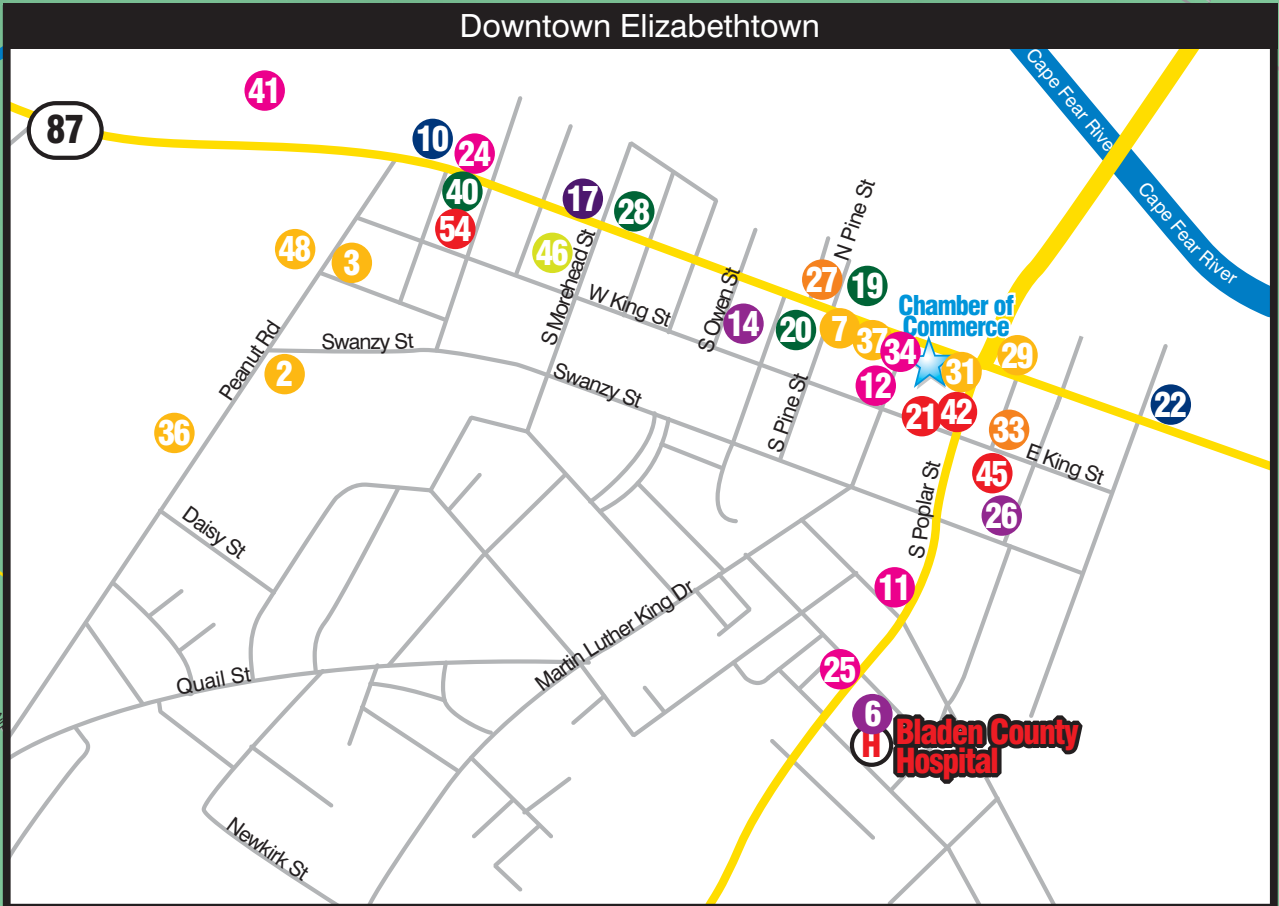 Downtown Elizabethtown
Cape Fear River
41
87
10
24
40
17
28
54
46
48
3
N Pine St
Cape Fear River
27
19
S Morehead St
W King St
S Owen St
14
20
7
37
Chamber of
Commerce
34
31
29
Peanut Rd
Swanzy St
2
Swanzy St
12
21
42
22
36
S Pine St
33
E King St
45
26
S Poplar St
Daisy St
11
Martin Luther King Dr
Quail St
25
6
H
Bladen County
Hospital
Newkirk St